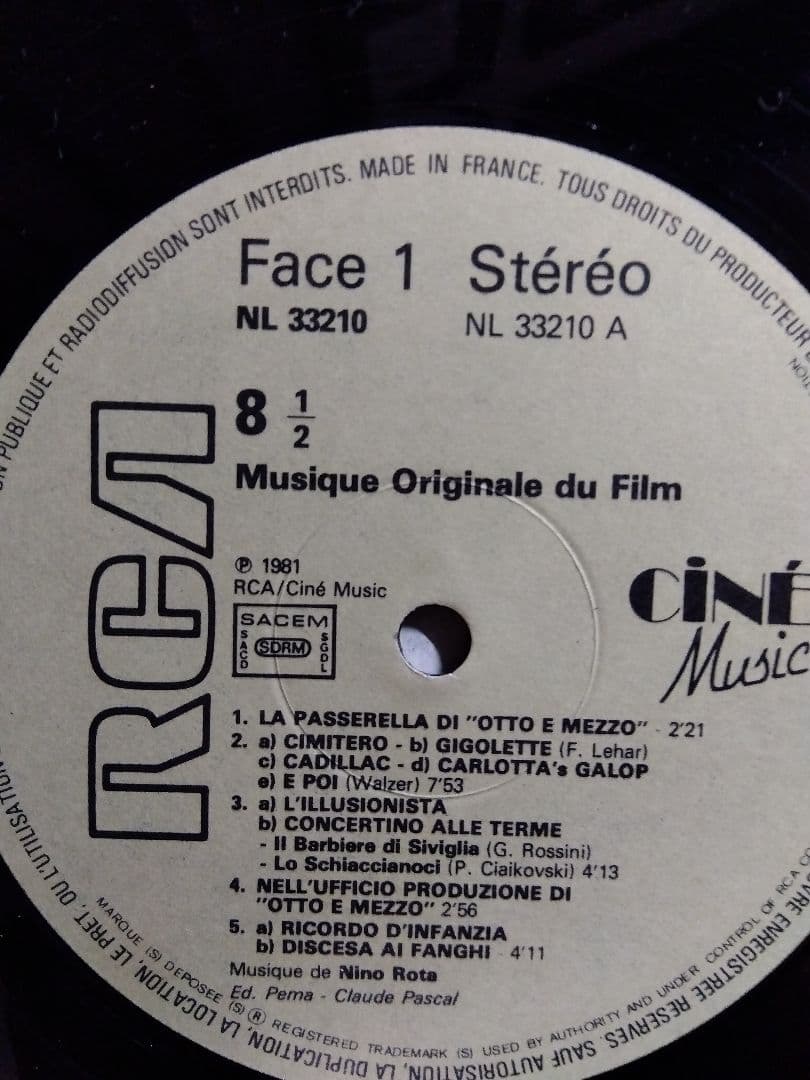 ON PUBLIQUE ET RADIODIFFUSION SONT INTERDITS. MADE IN FRANCE. TOUS DROITS DU PRODUCTEUR
Face 1 Stéréo
NL 33210 NL 33210 A
8 1/2
Musique Originale du Film
RCA
℗ 1981
RCA/Ciné Music
SACEM
SACD SDRM SGDL
CINÉ
Music
1. LA PASSERELLA DI "OTTO E MEZZO" - 2'21
2. a) CIMITERO - b) GIGOLETTE (F. Lehar)
c) CADILLAC - d) CARLOTTA's GALOP
e) E POI (Walzer) 7'53
3. a) L'ILLUSIONISTA
b) CONCERTINO ALLE TERME
- Il Barbiere di Siviglia (G. Rossini)
- Lo Schiaccianoci (P. Ciaikovski) 4'13
4. NELL'UFFICIO PRODUZIONE DI
"OTTO E MEZZO" 2'56
5. a) RICORDO D'INFANZIA
b) DISCESA AI FANGHI - 4'11
Musique de Nino Rota
Ed. Pema - Claude Pascal
MARQUE (S) DEPOSEE (S) ® REGISTERED TRADEMARK (S) USED BY AUTHORITY AND UNDER CONTROL OF RCA
ENREGISTREE RESERVES. SAUF AUTORISATION, LA DUPLICATION, LA LOCATION, LE PRET, OU L'UTILISATION